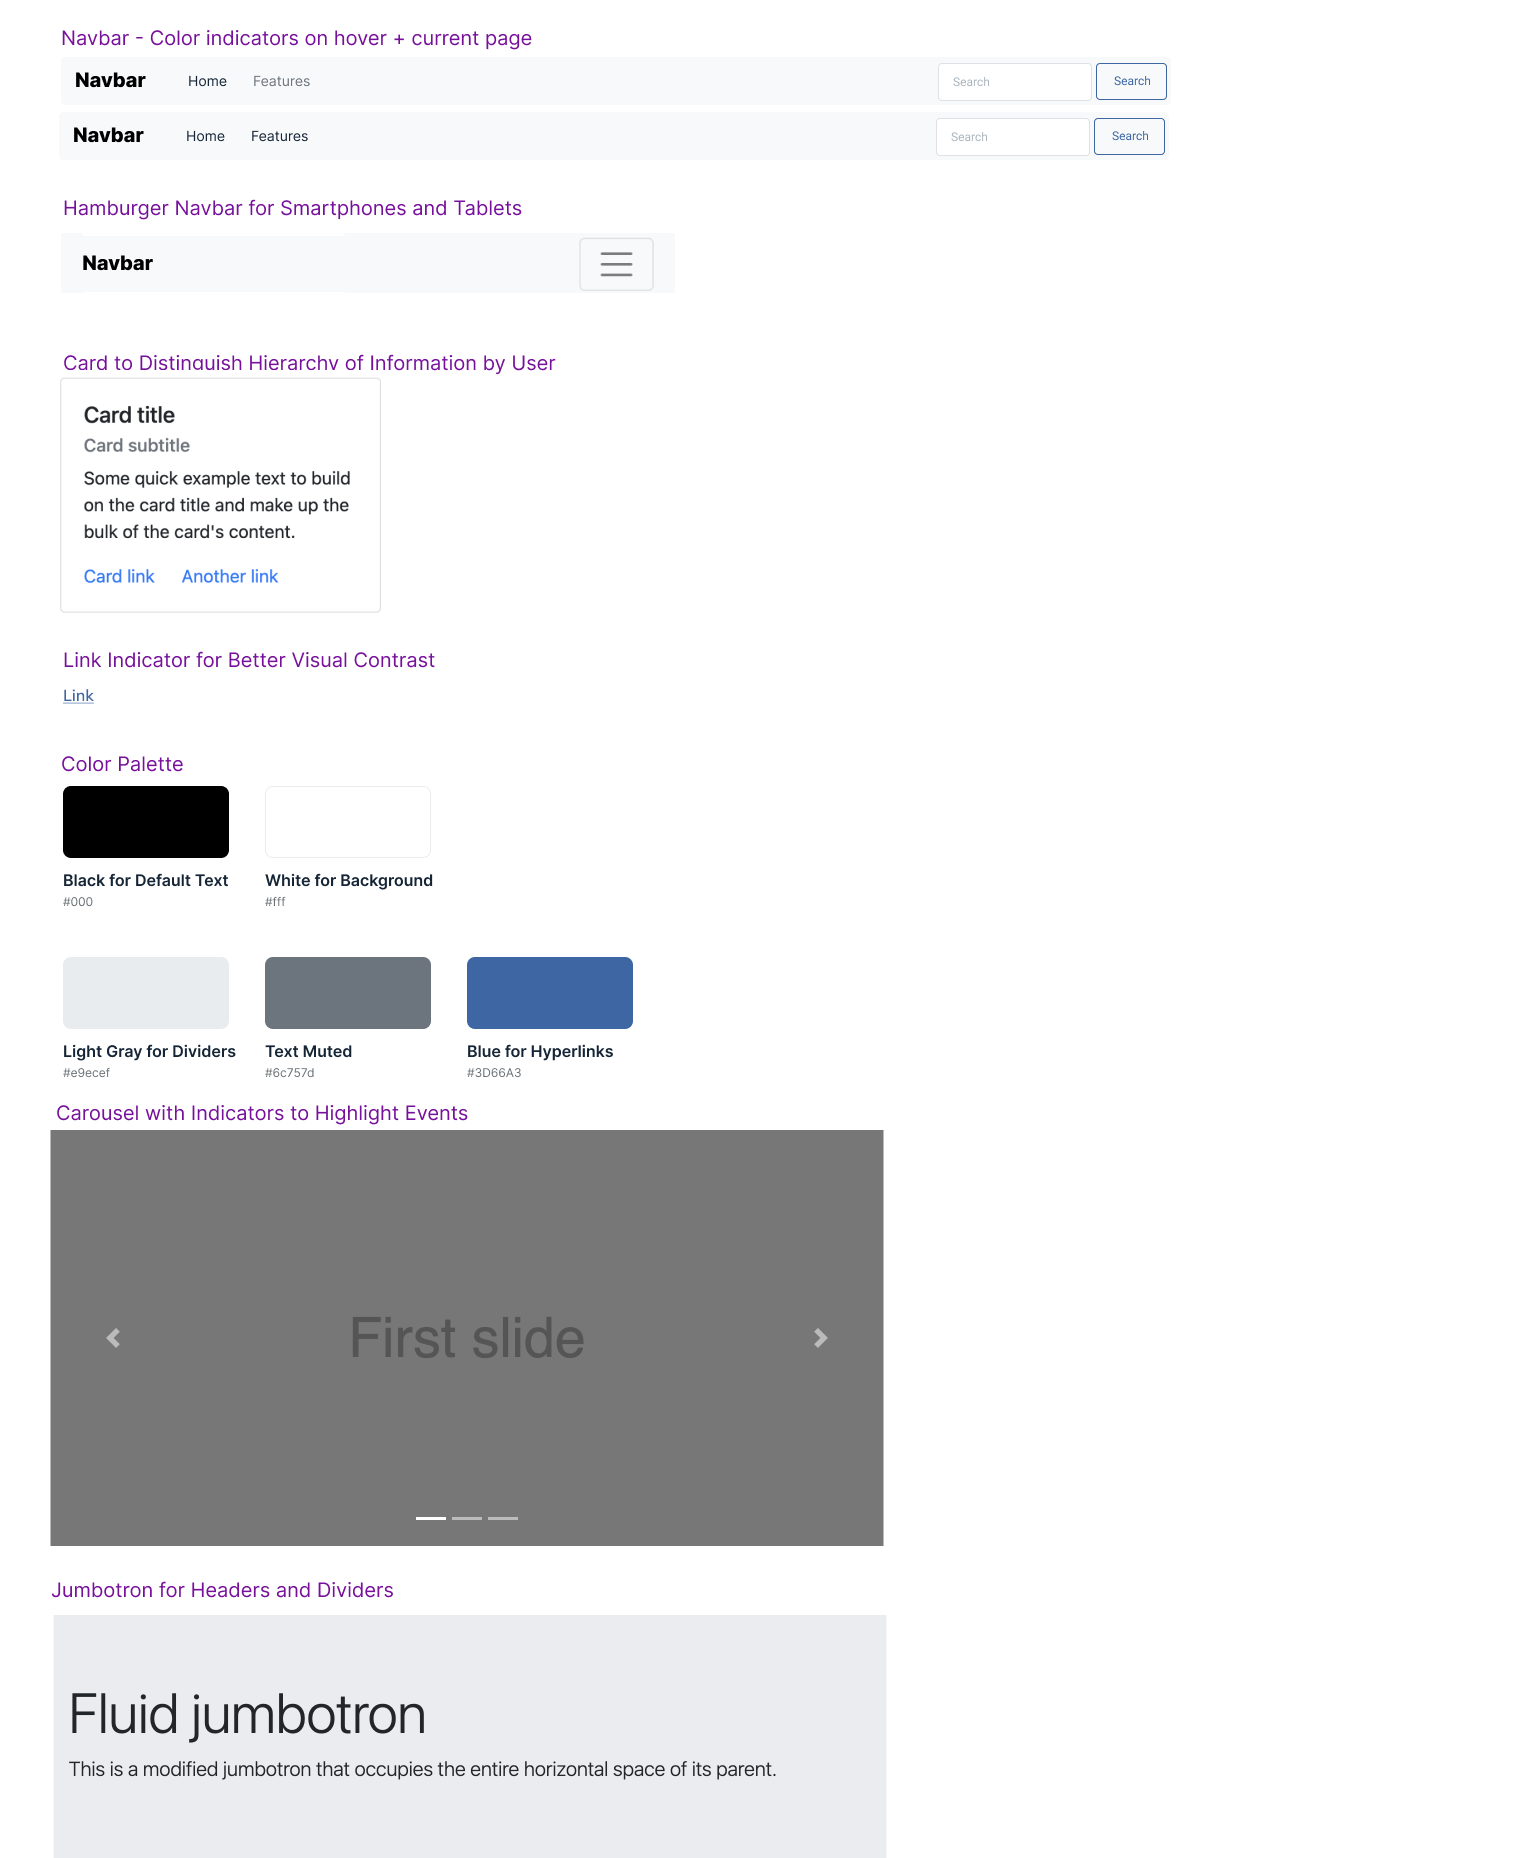 Navbar - Color indicators on hover + current page
Navbar Home Features Search Search
Navbar Home Features Search Search
Hamburger Navbar for Smartphones and Tablets
Navbar
Card to Distinguish Hierarchy of Information by User
Card title
Card subtitle
Some quick example text to build
on the card title and make up the
bulk of the card's content.
Card link Another link
Link Indicator for Better Visual Contrast
Link
Color Palette
Black for Default Text White for Background
#000 #fff
Light Gray for Dividers Text Muted Blue for Hyperlinks
#e9ecef #6c757d #3D66A3
Carousel with Indicators to Highlight Events
First slide
Jumbotron for Headers and Dividers
Fluid jumbotron
This is a modified jumbotron that occupies the entire horizontal space of its parent.